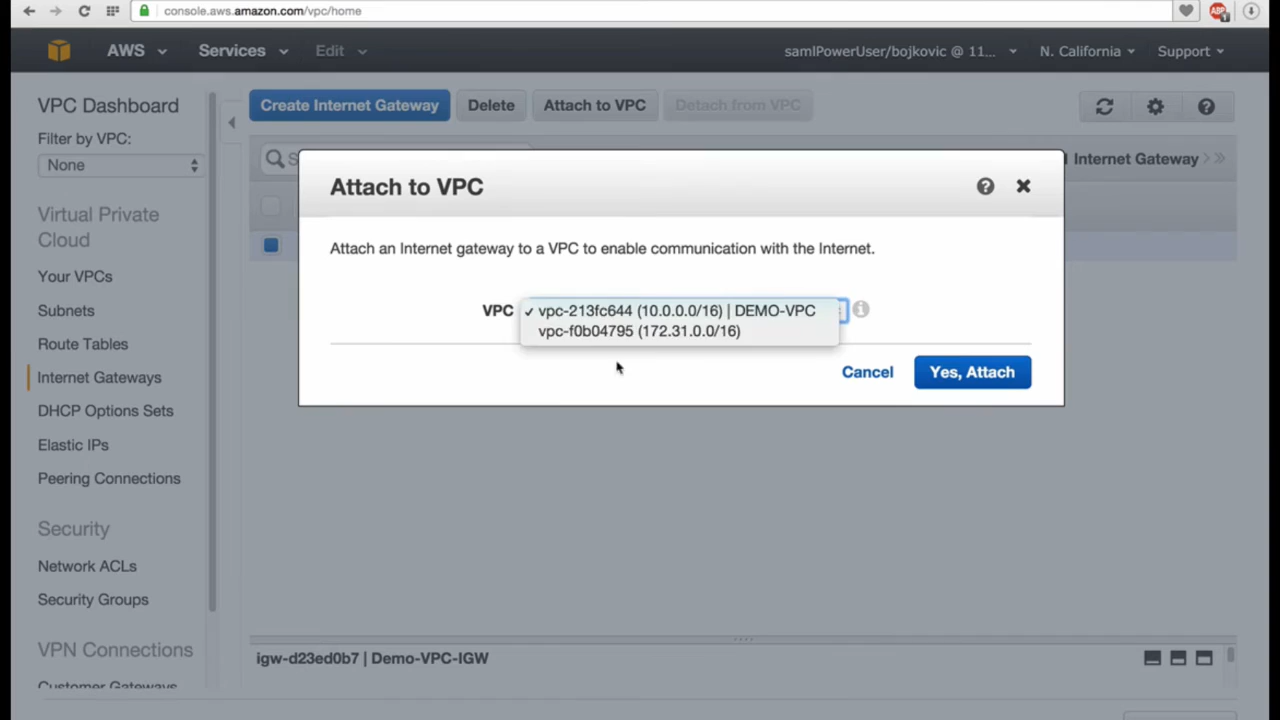 console.aws.amazon.com/vpc/home
ABP
AWS Services Edit samlPowerUser/bojkovic @ 11... N. California Support
VPC Dashboard
Filter by VPC:
None
Virtual Private
Cloud
Your VPCs
Subnets
Route Tables
Internet Gateways
DHCP Options Sets
Elastic IPs
Peering Connections
Security
Network ACLs
Security Groups
VPN Connections
Customer Gateways
Create Internet Gateway Delete Attach to VPC Detach from VPC
Internet Gateway
Attach to VPC
Attach an Internet gateway to a VPC to enable communication with the Internet.
VPC
✓ vpc-213fc644 (10.0.0.0/16) | DEMO-VPC
vpc-f0b04795 (172.31.0.0/16)
Cancel Yes, Attach
igw-d23ed0b7 | Demo-VPC-IGW